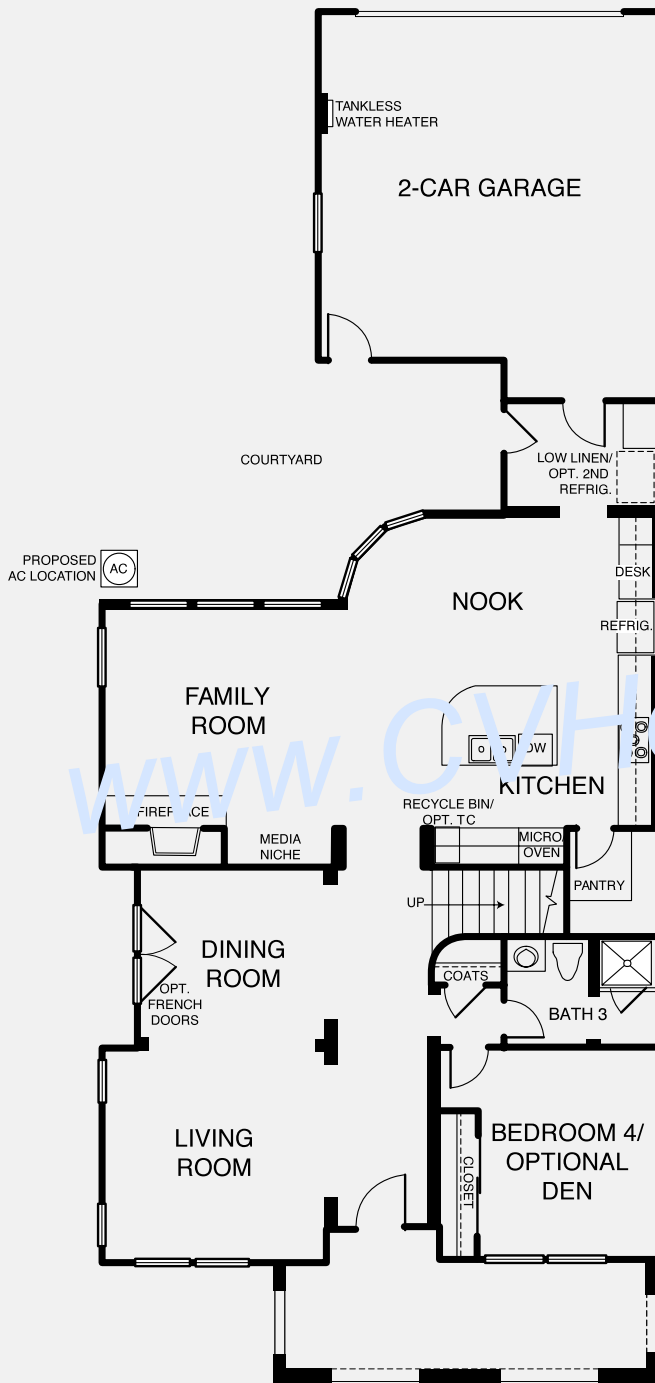 TANKLESS
WATER HEATER
2-CAR GARAGE
COURTYARD
LOW LINEN/
OPT. 2ND
REFRIG.
PROPOSED
AC LOCATION
AC
DESK
NOOK
REFRIG.
FAMILY
ROOM
www.CVH
DW
KITCHEN
FIREPLACE
RECYCLE BIN/
OPT. TC
MEDIA
NICHE
MICRO/
OVEN
PANTRY
UP
DINING
ROOM
COATS
OPT.
FRENCH
DOORS
BATH 3
LIVING
ROOM
BEDROOM 4/
OPTIONAL
DEN
CLOSET